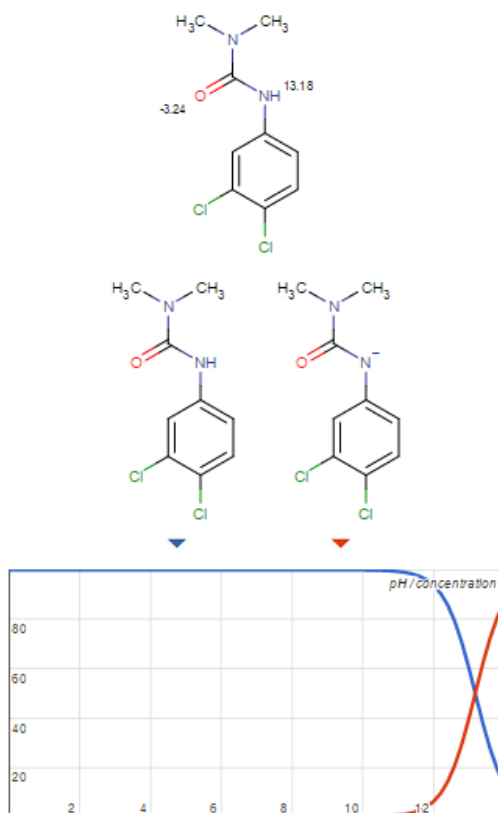 H₃C N CH₃
O NH 13.18
-3.24
Cl
Cl
H₃C N CH₃ H₃C N CH₃
O NH O N⁻
Cl Cl
Cl Cl
pH / concentration
80
60
40
20
2 4 6 8 10 12